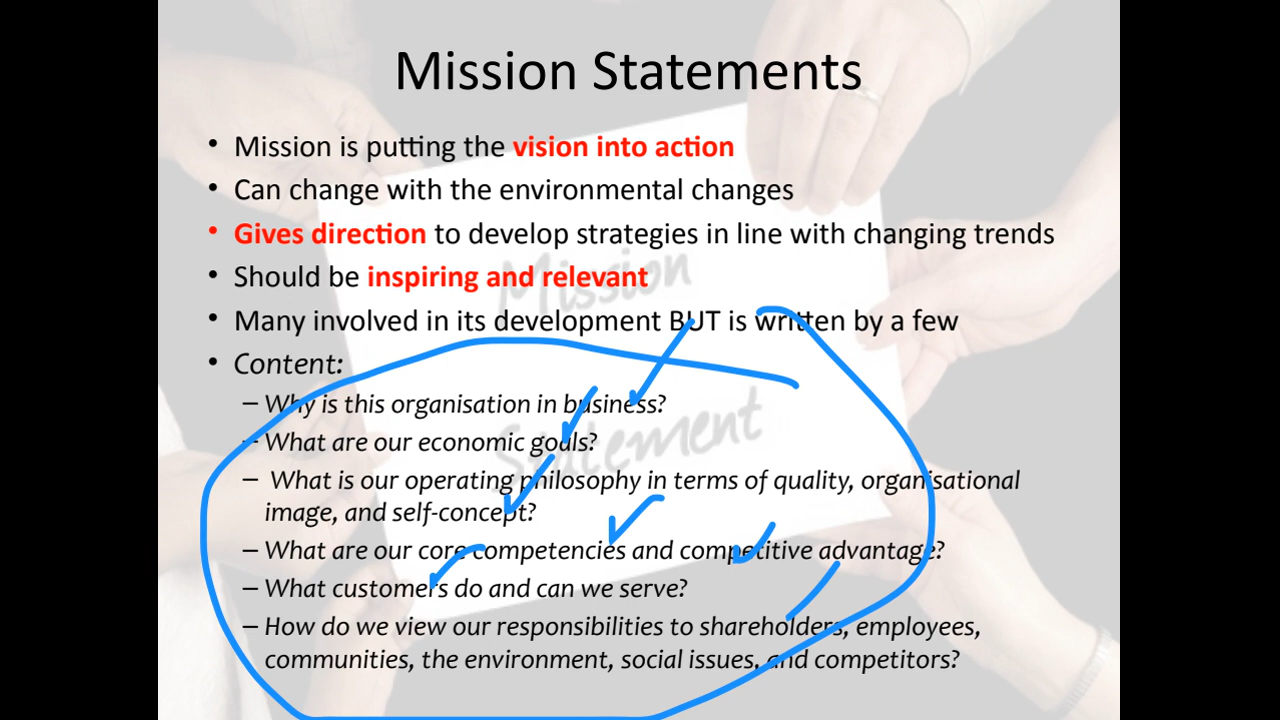 Mission Statements
• Mission is putting the vision into action
• Can change with the environmental changes
• Gives direction to develop strategies in line with changing trends
• Should be inspiring and relevant
• Many involved in its development BUT is written by a few
• Content:
– Why is this organisation in business?
– What are our economic goals?
– What is our operating philosophy in terms of quality, organisational
image, and self-concept?
– What are our core competencies and competitive advantage?
– What customers do and can we serve?
– How do we view our responsibilities to shareholders, employees,
communities, the environment, social issues, and competitors?
Mission
Statement